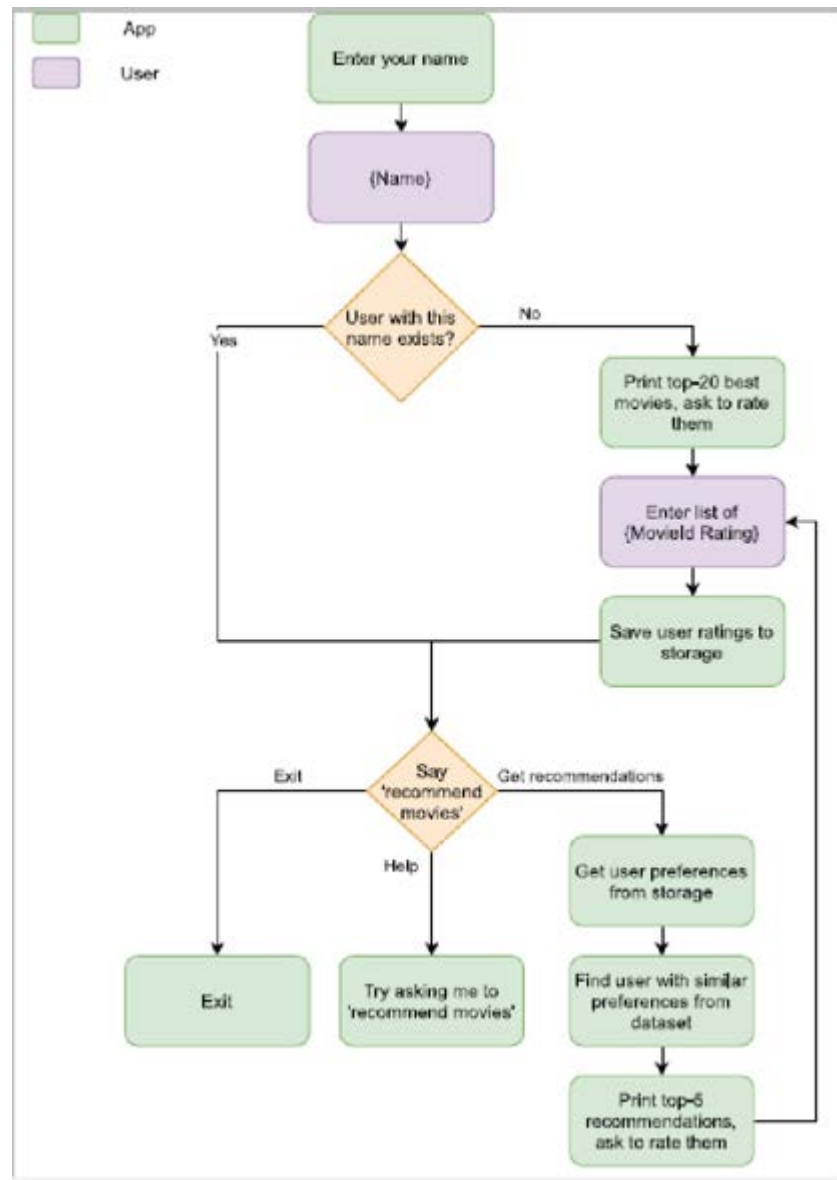 App
User
Enter your name
{Name}
User with this
name exists?
Yes
No
Print top-20 best
movies, ask to rate
them
Enter list of
{MovieId Rating}
Save user ratings to
storage
Say
'recommend
movies'
Exit
Get recommendations
Help
Get user preferences
from storage
Exit
Try asking me to
'recommend movies'
Find user with similar
preferences from
dataset
Print top-5
recommendations,
ask to rate them